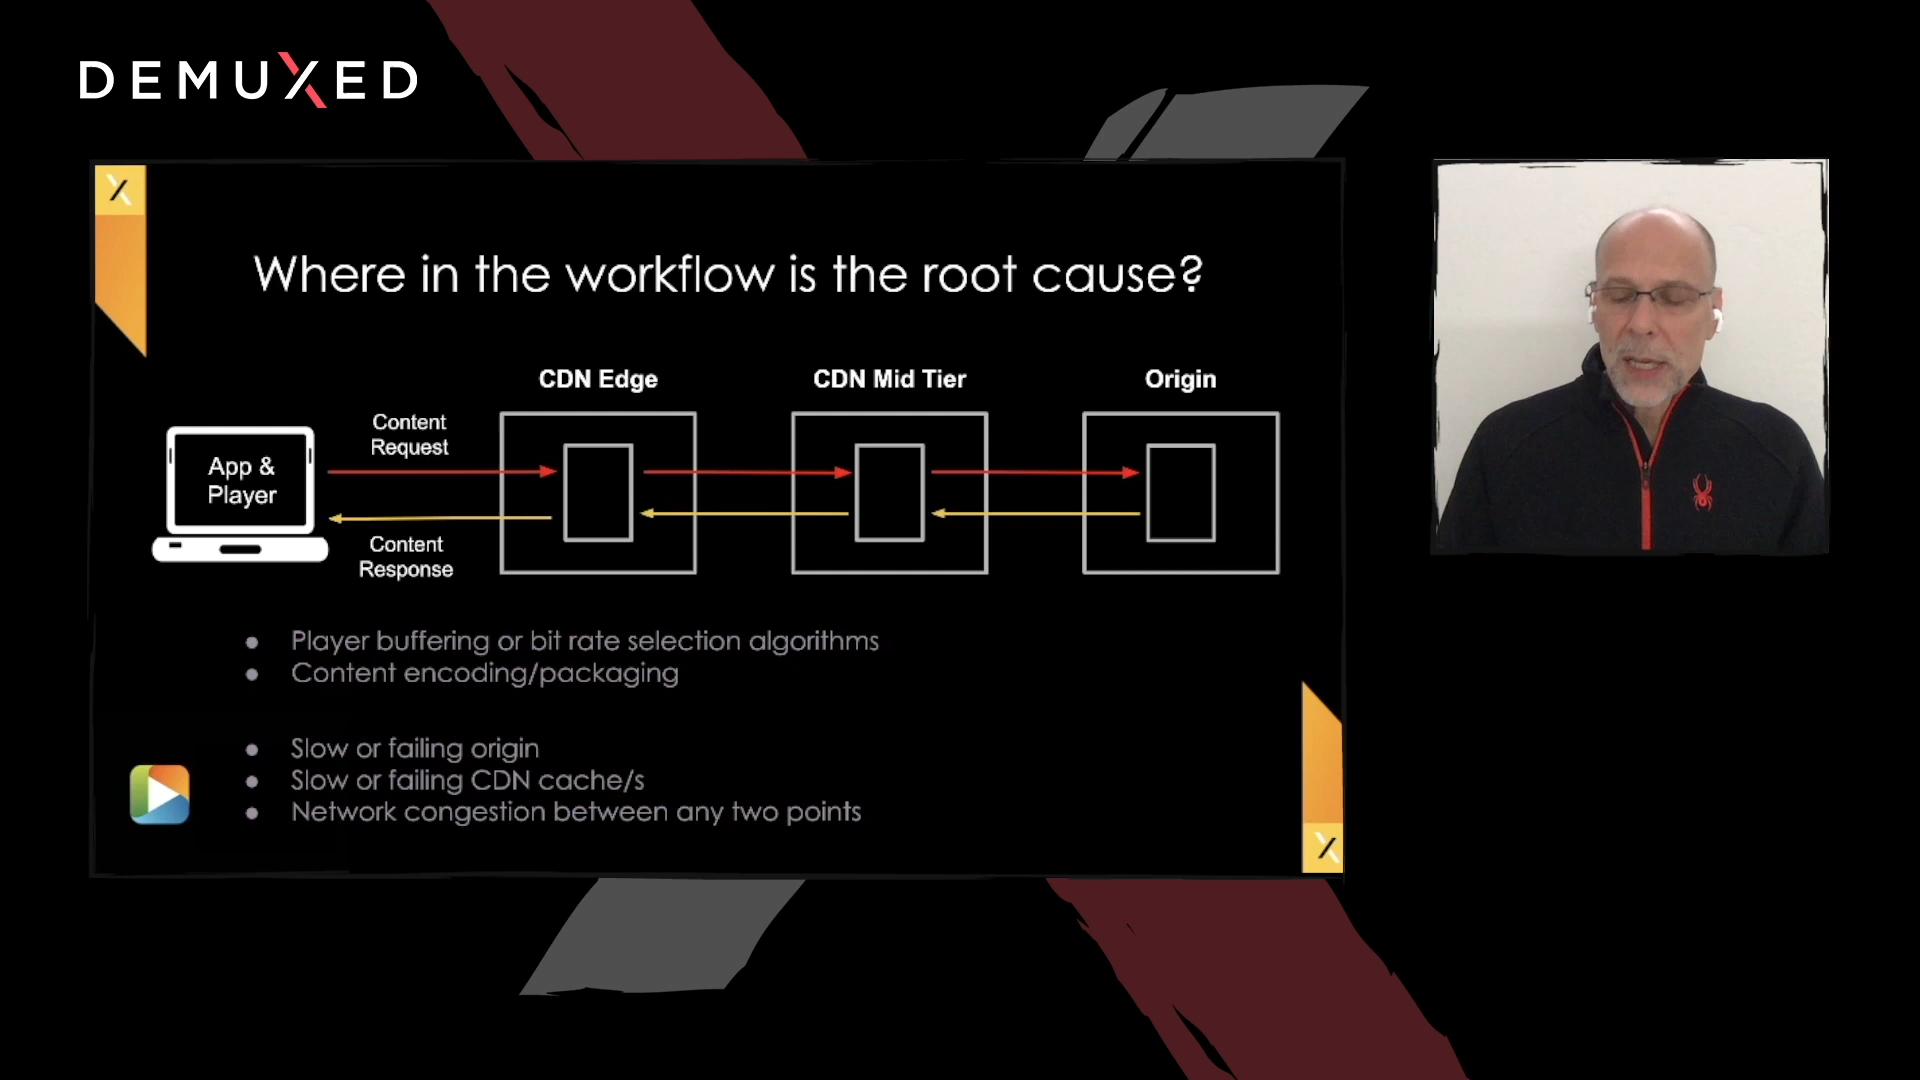 DEMUXED
Where in the workflow is the root cause?
CDN Edge
CDN Mid Tier
Origin
App &
Player
Content
Request
Content
Response
● Player buffering or bit rate selection algorithms
● Content encoding/packaging
● Slow or failing origin
● Slow or failing CDN cache/s
● Network congestion between any two points